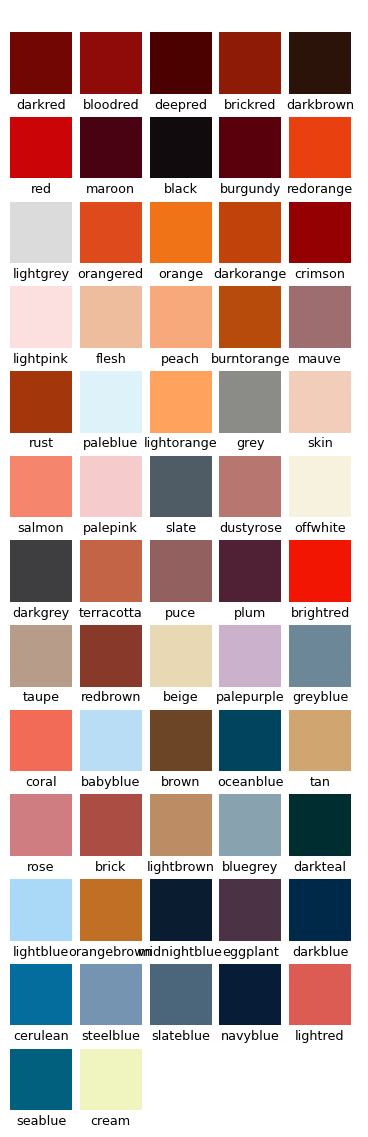 darkred bloodred deepred brickred darkbrown
red maroon black burgundy redorange
lightgrey orangered orange darkorange crimson
lightpink flesh peach burntorange mauve
rust paleblue lightorange grey skin
salmon palepink slate dustyrose offwhite
darkgrey terracotta puce plum brightred
taupe redbrown beige palepurple greyblue
coral babyblue brown oceanblue tan
rose brick lightbrown bluegrey darkteal
lightblue orangebrown midnightblue eggplant darkblue
cerulean steelblue slateblue navyblue lightred
seablue cream